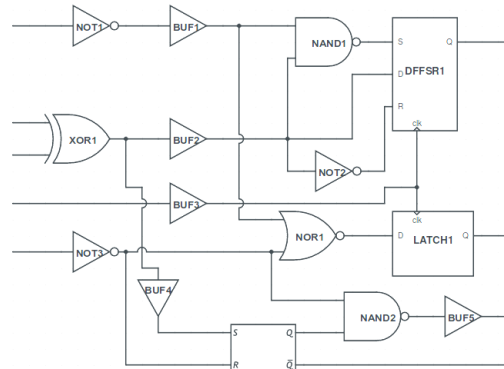 NOT1
BUF1
NAND1
S
Q
DFFSR1
D
R
clk
XOR1
BUF2
NOT2
BUF3
clk
NOR1
D
Q
LATCH1
NOT3
BUF4
NAND2
BUF5
S
Q
R
Q̅